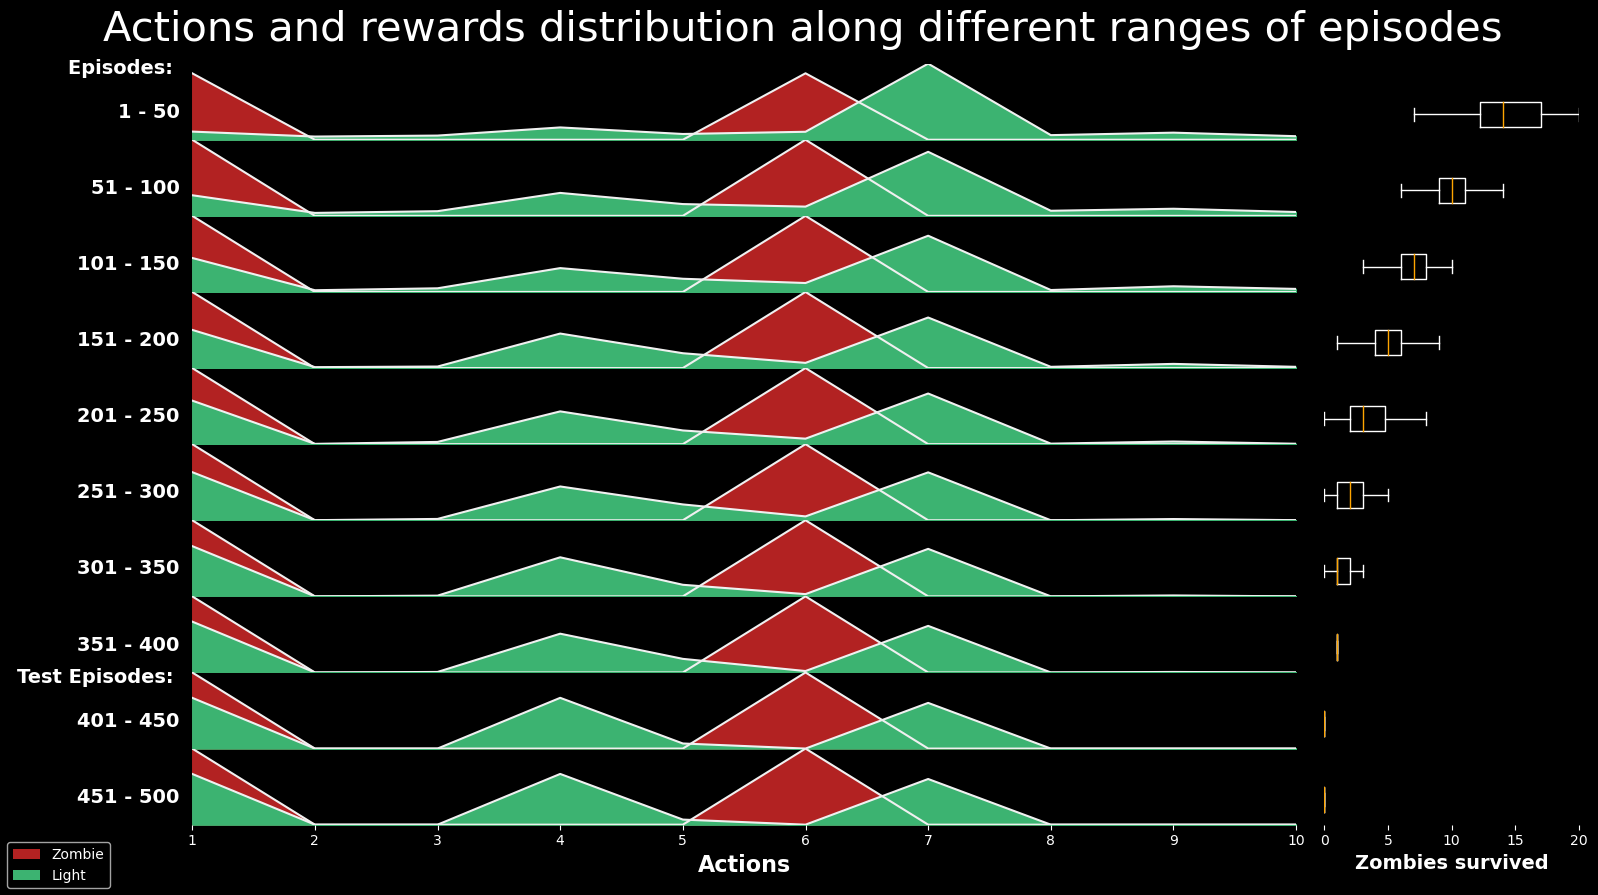 Actions and rewards distribution along different ranges of episodes
Episodes:
1 - 50
51 - 100
101 - 150
151 - 200
201 - 250
251 - 300
301 - 350
351 - 400
Test Episodes:
401 - 450
451 - 500
1 2 3 4 5 6 7 8 9 10
Actions
0 5 10 15 20
Zombies survived
Zombie
Light